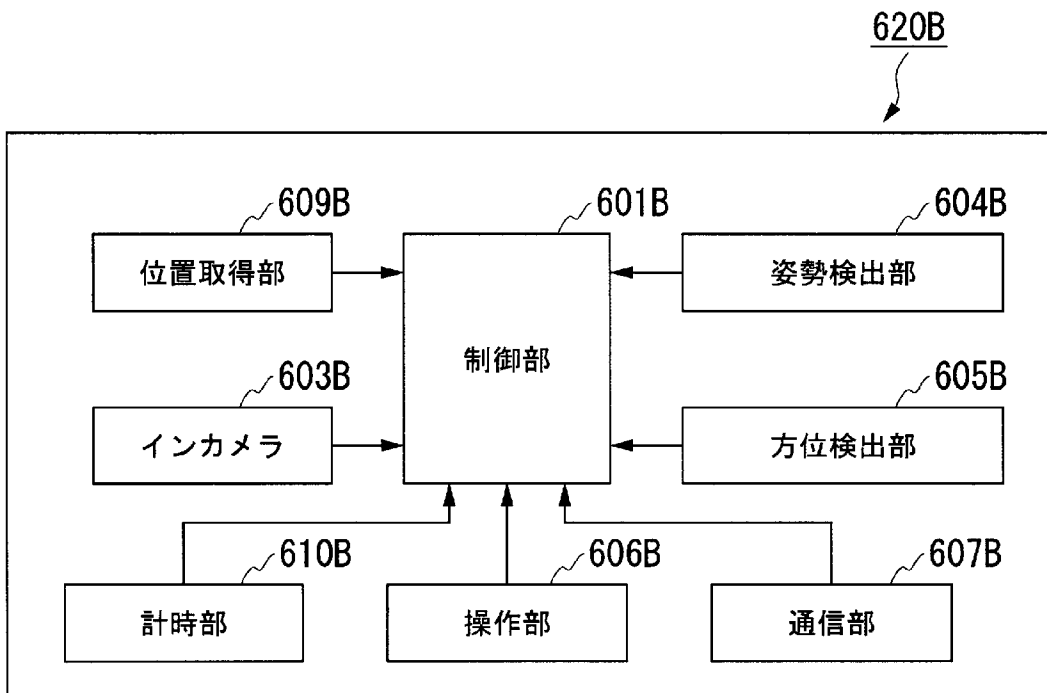 620B
609B
601B
604B
位置取得部
姿勢検出部
制御部
603B
605B
インカメラ
方位検出部
610B
606B
607B
計時部
操作部
通信部